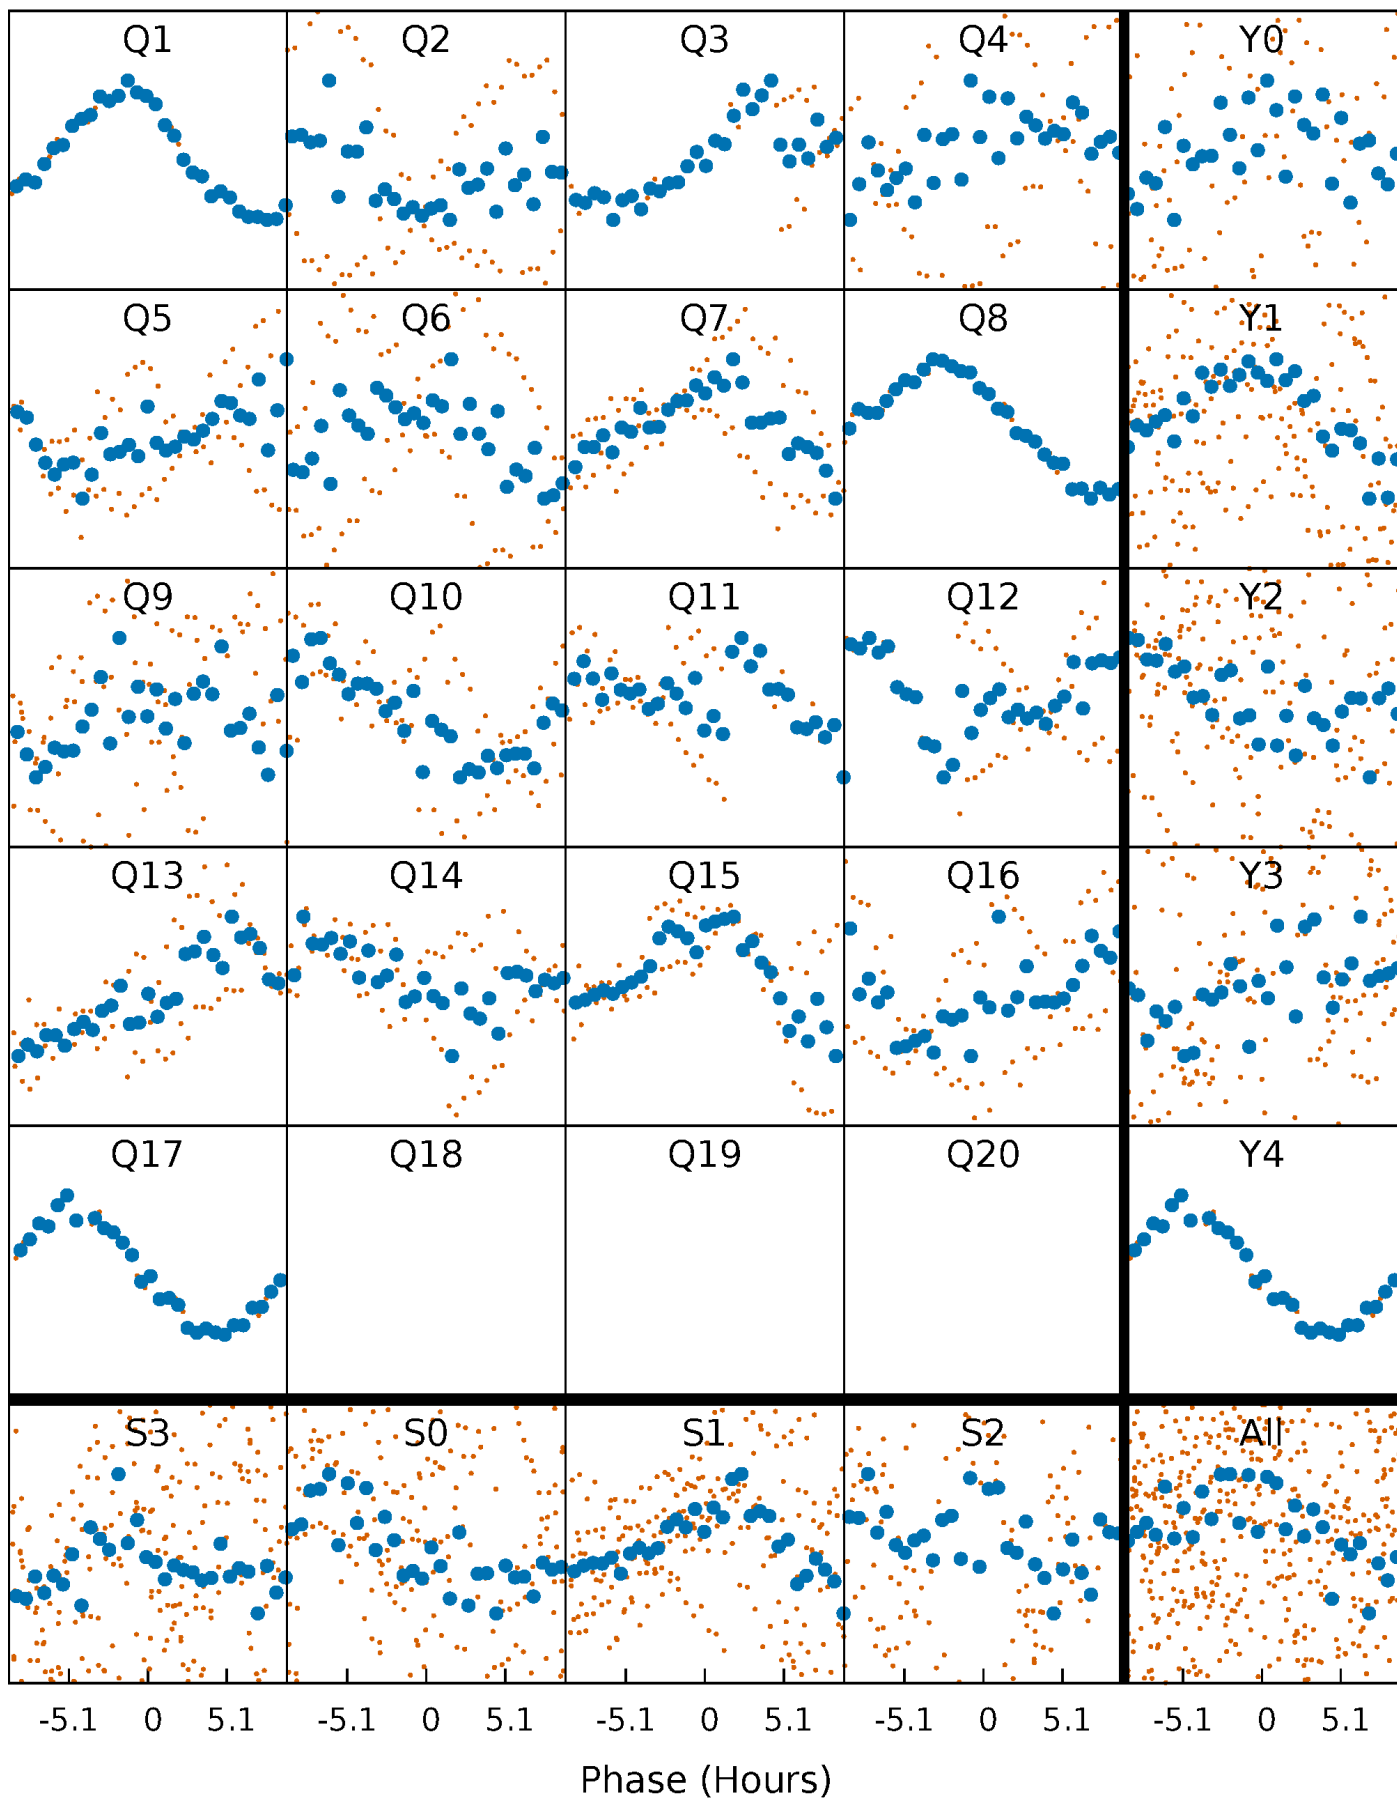 Q1 Q2 Q3 Q4 Y0
Q5 Q6 Q7 Q8 Y1
Q9 Q10 Q11 Q12 Y2
Q13 Q14 Q15 Q16 Y3
Q17 Q18 Q19 Q20 Y4
S3 S0 S1 S2 All
-5.1 0 5.1 -5.1 0 5.1 -5.1 0 5.1 -5.1 0 5.1 -5.1 0 5.1
Phase (Hours)